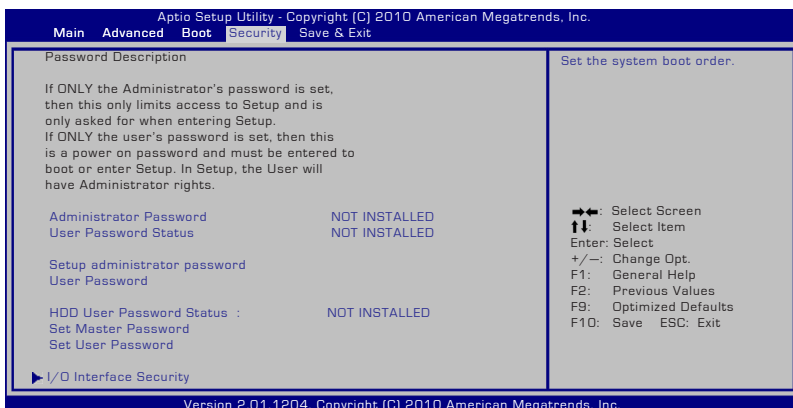 Aptio Setup Utility - Copyright (C) 2010 American Megatrends, Inc.
Main Advanced Boot Security Save & Exit
Password Description
If ONLY the Administrator's password is set,
then this only limits access to Setup and is
only asked for when entering Setup.
If ONLY the user's password is set, then this
is a power on password and must be entered to
boot or enter Setup. In Setup, the User will
have Administrator rights.
Administrator Password NOT INSTALLED
User Password Status NOT INSTALLED
Setup administrator password
User Password
HDD User Password Status : NOT INSTALLED
Set Master Password
Set User Password
I/O Interface Security
Set the system boot order.
→←: Select Screen
↑↓: Select Item
Enter: Select
+/—: Change Opt.
F1: General Help
F2: Previous Values
F9: Optimized Defaults
F10: Save ESC: Exit
Version 2.01.1204. Copyright (C) 2010 American Megatrends, Inc.